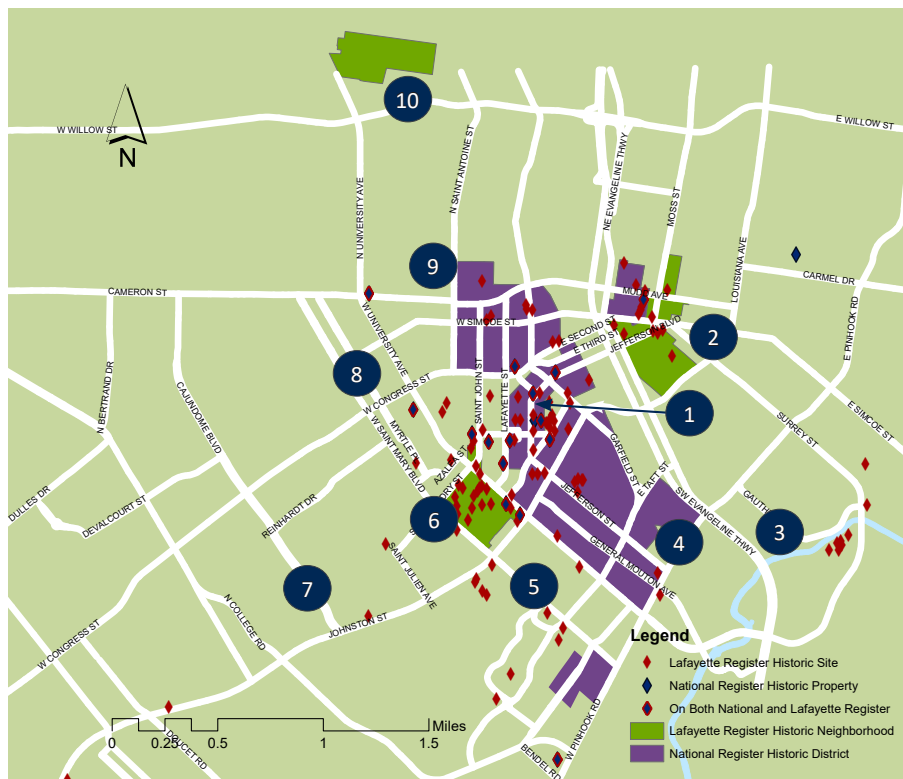 10
W WILLOW ST
E WILLOW ST
N
N UNIVERSITY AVE
N SAINT ANTOINE ST
NE EVANGELINE THWY
MOSS ST
LOUISIANA AVE
CARMEL DR
E PINHOOK RD
9
CAMERON ST
MUDD AVE
W SIMCOE ST
E SECOND ST
E THIRD ST
JEFFERSON BLVD
2
W UNIVERSITY AVE
8
N BERTRAND DR
CAJUNDOME BLVD
W CONGRESS ST
SAINT JOHN ST
LAFAYETTE ST
1
E SIMCOE ST
SURREY ST
MYRTLE PL
W SAINT MARY BLVD
AZALEA ST
GARFIELD ST
E TAFT ST
DULLES DR
DEVALCOURT ST
REINHARDT DR
JEFFERSON ST
SW EVANGELINE THWY
GAUTH
6
3
4
GENERAL MOUTON AVE
SAINT JULIEN AVE
5
7
N COLLEGE RD
JOHNSTON ST
W CONGRESS ST
Legend
Lafayette Register Historic Site
National Register Historic Property
On Both National and Lafayette Register
Lafayette Register Historic Neighborhood
National Register Historic District
W PINHOOK RD
BENDEL RD
DOUCET RD
Miles
0 0.25 0.5 1 1.5